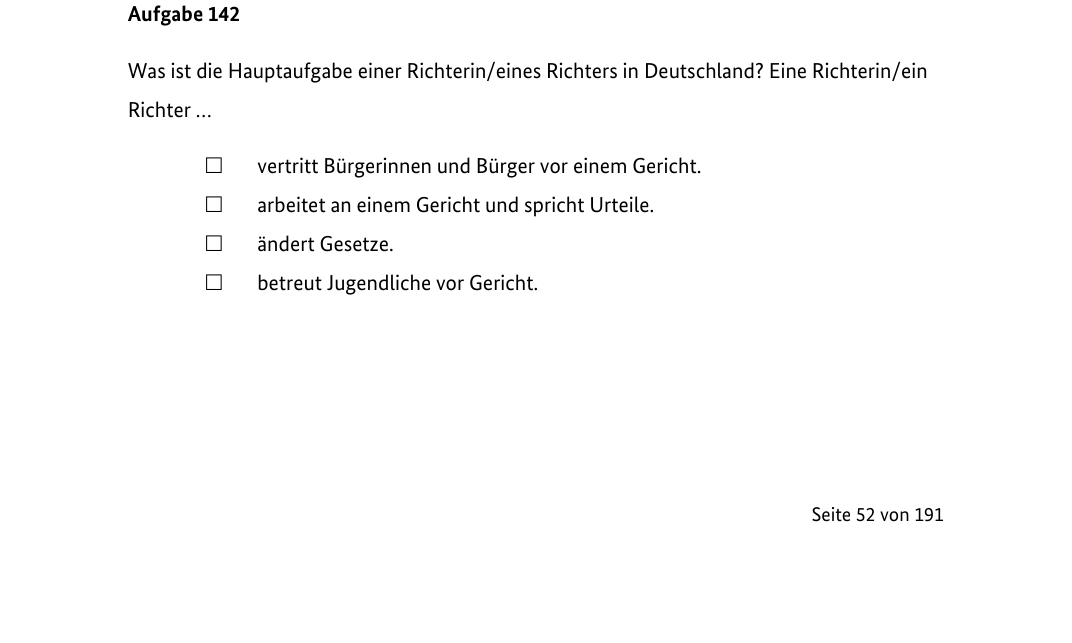 Aufgabe 142
Was ist die Hauptaufgabe einer Richterin/eines Richters in Deutschland? Eine Richterin/ein
Richter …
☐ vertritt Bürgerinnen und Bürger vor einem Gericht.
☐ arbeitet an einem Gericht und spricht Urteile.
☐ ändert Gesetze.
☐ betreut Jugendliche vor Gericht.
Seite 52 von 191